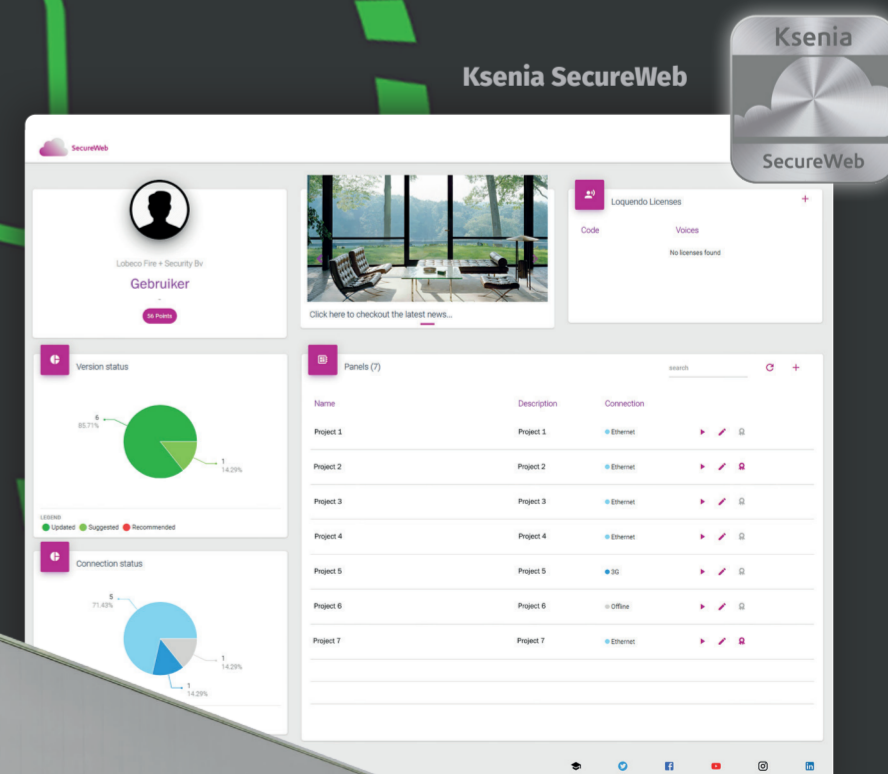 Ksenia SecureWeb
Ksenia
SecureWeb
SecureWeb
Lobeco Fire + Security Bv
Gebruiker
-
56 Points
Click here to checkout the latest news...
Loquendo Licenses
+
Code Voices
No licenses found
Version status
6
85.71%
1
14.29%
LEGEND
Updated Suggested Recommended
Connection status
5
71.43%
1
14.29%
1
14.29%
Panels (7)
search
+
Name Description Connection
Project 1 Project 1 Ethernet
Project 2 Project 2 Ethernet
Project 3 Project 3 Ethernet
Project 4 Project 4 Ethernet
Project 5 Project 5 3G
Project 6 Project 6 Offline
Project 7 Project 7 Ethernet